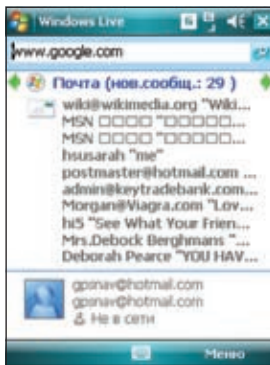 Windows Live
www.google.com
Почта (нов.сообщ.: 29 )
wiki@wikimedia.org "Wiki...
MSN □□□□ "□□□□□...
MSN □□□□ "□□□□□...
hsusarah "me"
postmaster@hotmail.com ...
admin@keytradebank.com...
Morgan@Viagra.com "Lov...
hi5 "See What Your Frien...
Mrs.Debock Berghmans "...
Deborah Pearce "YOU HAV...
gpsnav@hotmail.com
gpsnav@hotmail.com
Не в сети
Меню